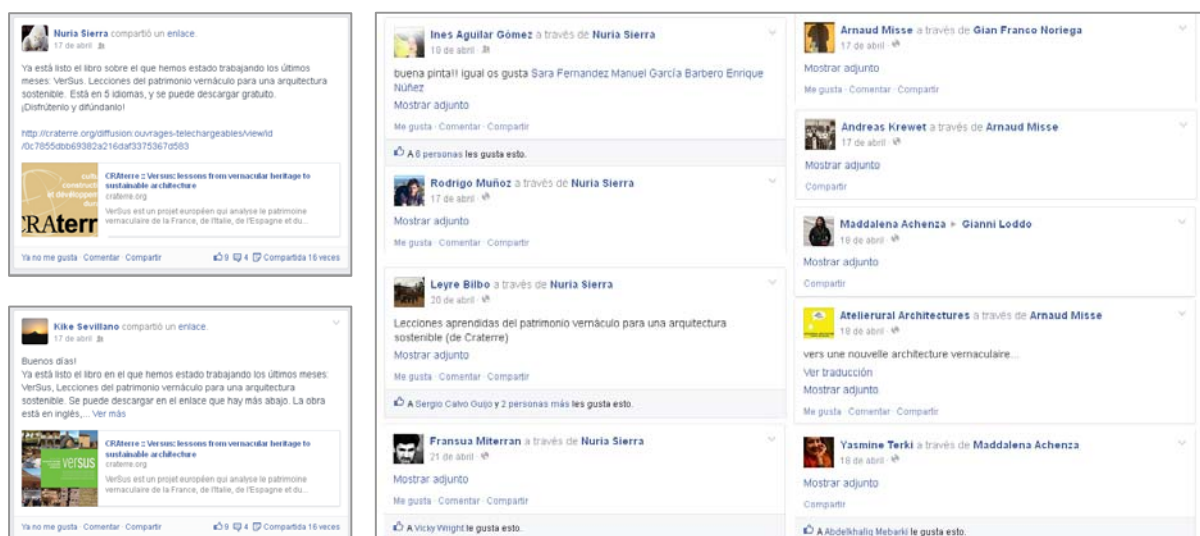 Nuria Sierra compartió un enlace.
17 de abril
Ya está listo el libro sobre el que hemos estado trabajando los últimos
meses: VerSus. Lecciones del patrimonio vernáculo para una arquitectura
sostenible. Está en 5 idiomas, y se puede descargar gratuito.
¡Disfrútenlo y difúndanlo!
http://craterre.org/diffusion:ouvrages-telechargeables/view/id
/0c7855dbb69382a216daf3375367d583
cult
constructi
et développem
dur
CRAterr
CRAterre :: Versus: lessons from vernacular heritage to
sustainable architecture
craterre.org
VerSus est un projet européen qui analyse le patrimoine
vernaculaire de la France, de l'Italie, de l'Espagne et du...
Ya no me gusta · Comentar · Compartir 9 4 Compartida 16 veces
Kike Sevillano compartió un enlace.
17 de abril
Buenos días!
Ya está listo el libro en el que hemos estado trabajando los últimos meses:
VerSus, Lecciones del patrimonio vernáculo para una arquitectura
sostenible. Se puede descargar en el enlace que hay más abajo. La obra
está en inglés,... Ver más
versus
CRAterre :: Versus: lessons from vernacular heritage to
sustainable architecture
craterre.org
VerSus est un projet européen qui analyse le patrimoine
vernaculaire de la France, de l'Italie, de l'Espagne et du...
Ya no me gusta · Comentar · Compartir 9 4 Compartida 16 veces
Ines Aguilar Gómez a través de Nuria Sierra
19 de abril
buena pinta!! Igual os gusta Sara Fernandez Manuel García Barbero Enrique
Núñez
Mostrar adjunto
Me gusta · Comentar · Compartir
A 6 personas les gusta esto.
Rodrigo Muñoz a través de Nuria Sierra
17 de abril
Mostrar adjunto
Me gusta · Comentar · Compartir
Leyre Bilbo a través de Nuria Sierra
20 de abril
Lecciones aprendidas del patrimonio vernáculo para una arquitectura
sostenible (de Craterre)
Mostrar adjunto
Me gusta · Comentar · Compartir
A Sergio Calvo Guijo y 2 personas más les gusta esto.
Fransua Miterran a través de Nuria Sierra
21 de abril
Mostrar adjunto
Me gusta · Comentar · Compartir
A Vicky Wright le gusta esto.
Arnaud Misse a través de Gian Franco Noriega
17 de abril
Mostrar adjunto
Me gusta · Comentar · Compartir
Andreas Krewet a través de Arnaud Misse
17 de abril
Mostrar adjunto
Compartir
Maddalena Achenza ▸ Gianni Loddo
18 de abril
Mostrar adjunto
Compartir
Atelierural Architectures a través de Arnaud Misse
18 de abril
vers une nouvelle architecture vernaculaire...
Ver traducción
Mostrar adjunto
Me gusta · Comentar · Compartir
Yasmine Terki a través de Maddalena Achenza
18 de abril
Mostrar adjunto
Compartir
A Abdelkhaliq Mebarki le gusta esto.